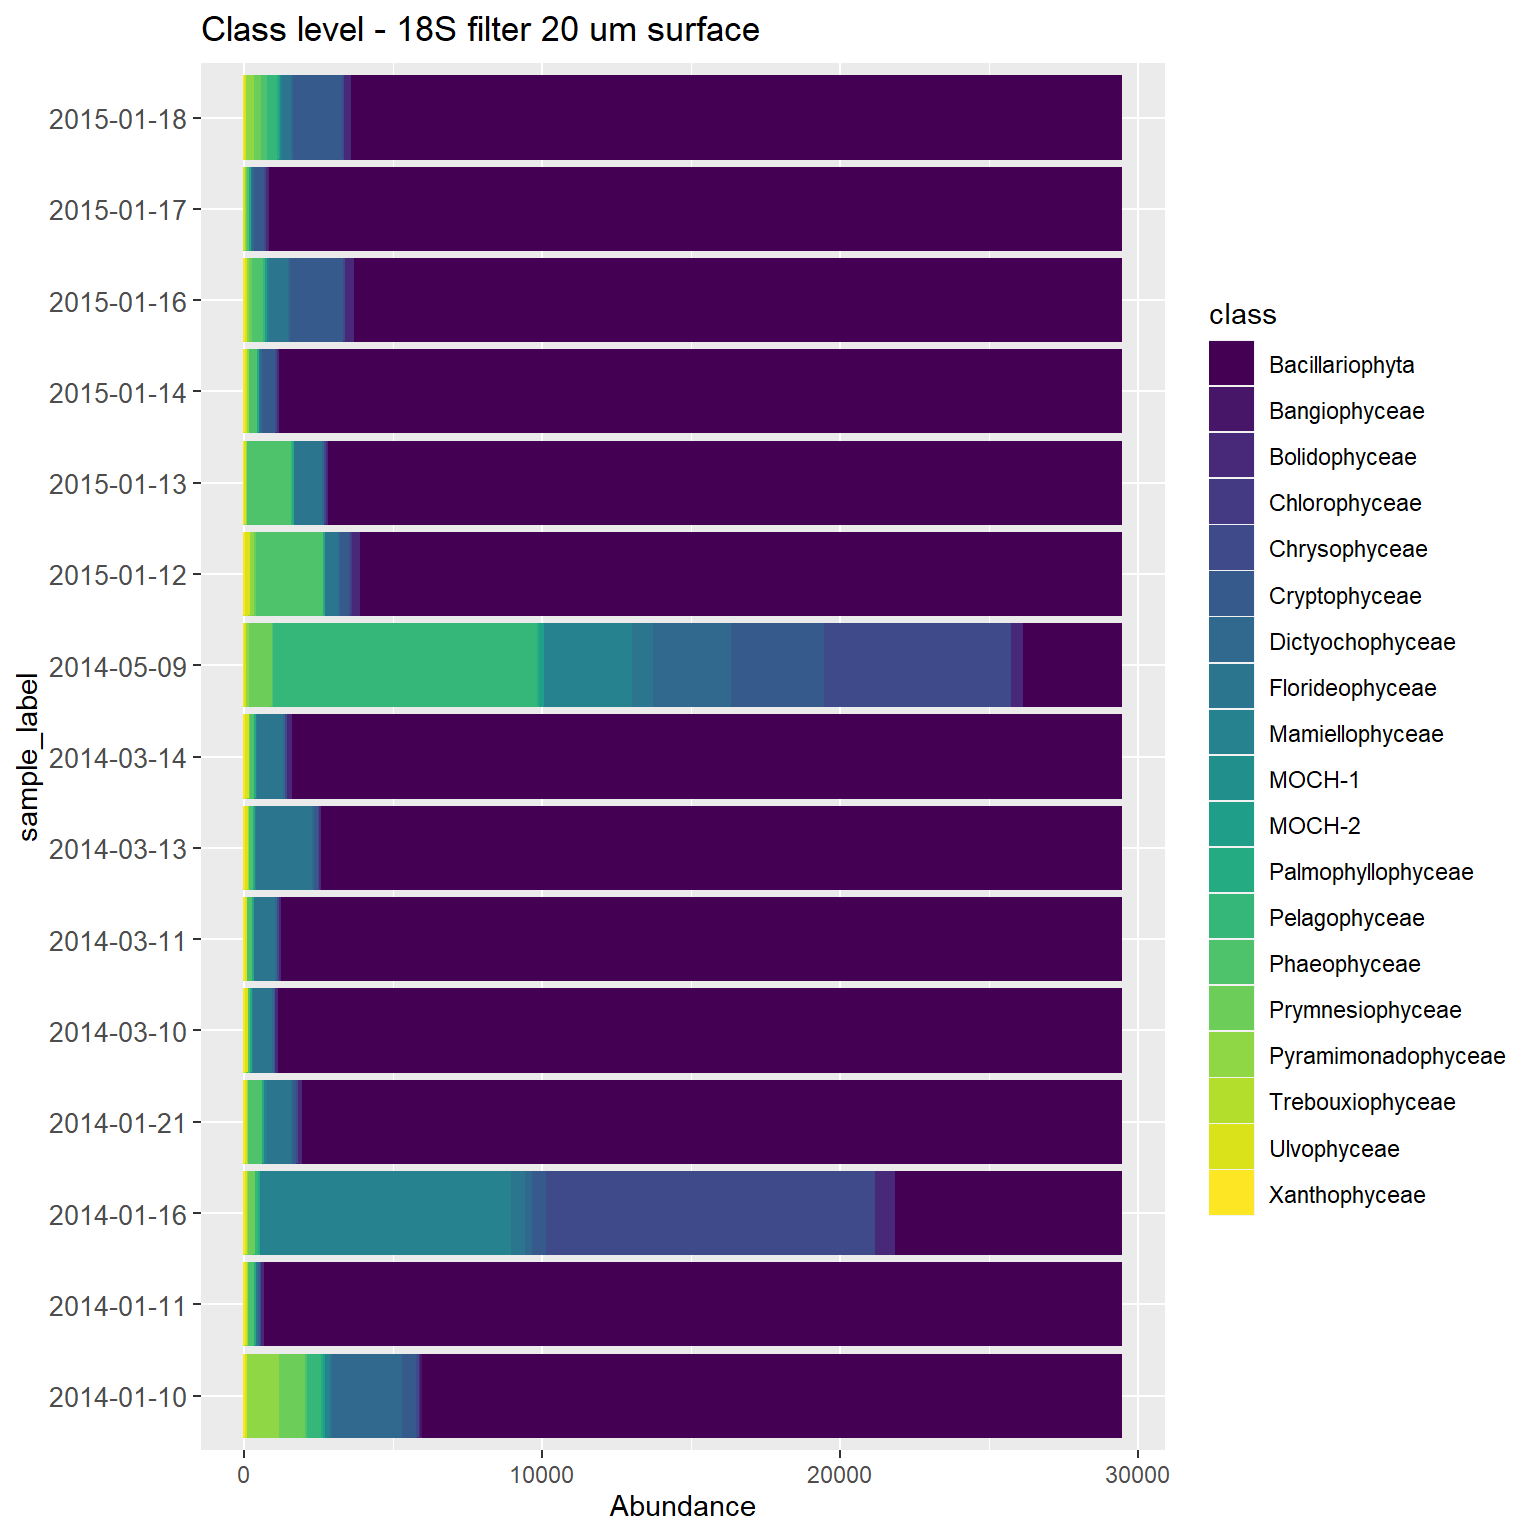 Class level - 18S filter 20 um surface
2015-01-18
2015-01-17
2015-01-16
2015-01-14
2015-01-13
2015-01-12
2014-05-09
2014-03-14
2014-03-13
2014-03-11
2014-03-10
2014-01-21
2014-01-16
2014-01-11
2014-01-10
sample_label
0
10000
20000
30000
Abundance
class
Bacillariophyta
Bangiophyceae
Bolidophyceae
Chlorophyceae
Chrysophyceae
Cryptophyceae
Dictyochophyceae
Florideophyceae
Mamiellophyceae
MOCH-1
MOCH-2
Palmophyllophyceae
Pelagophyceae
Phaeophyceae
Prymnesiophyceae
Pyramimonadophyceae
Trebouxiophyceae
Ulvophyceae
Xanthophyceae